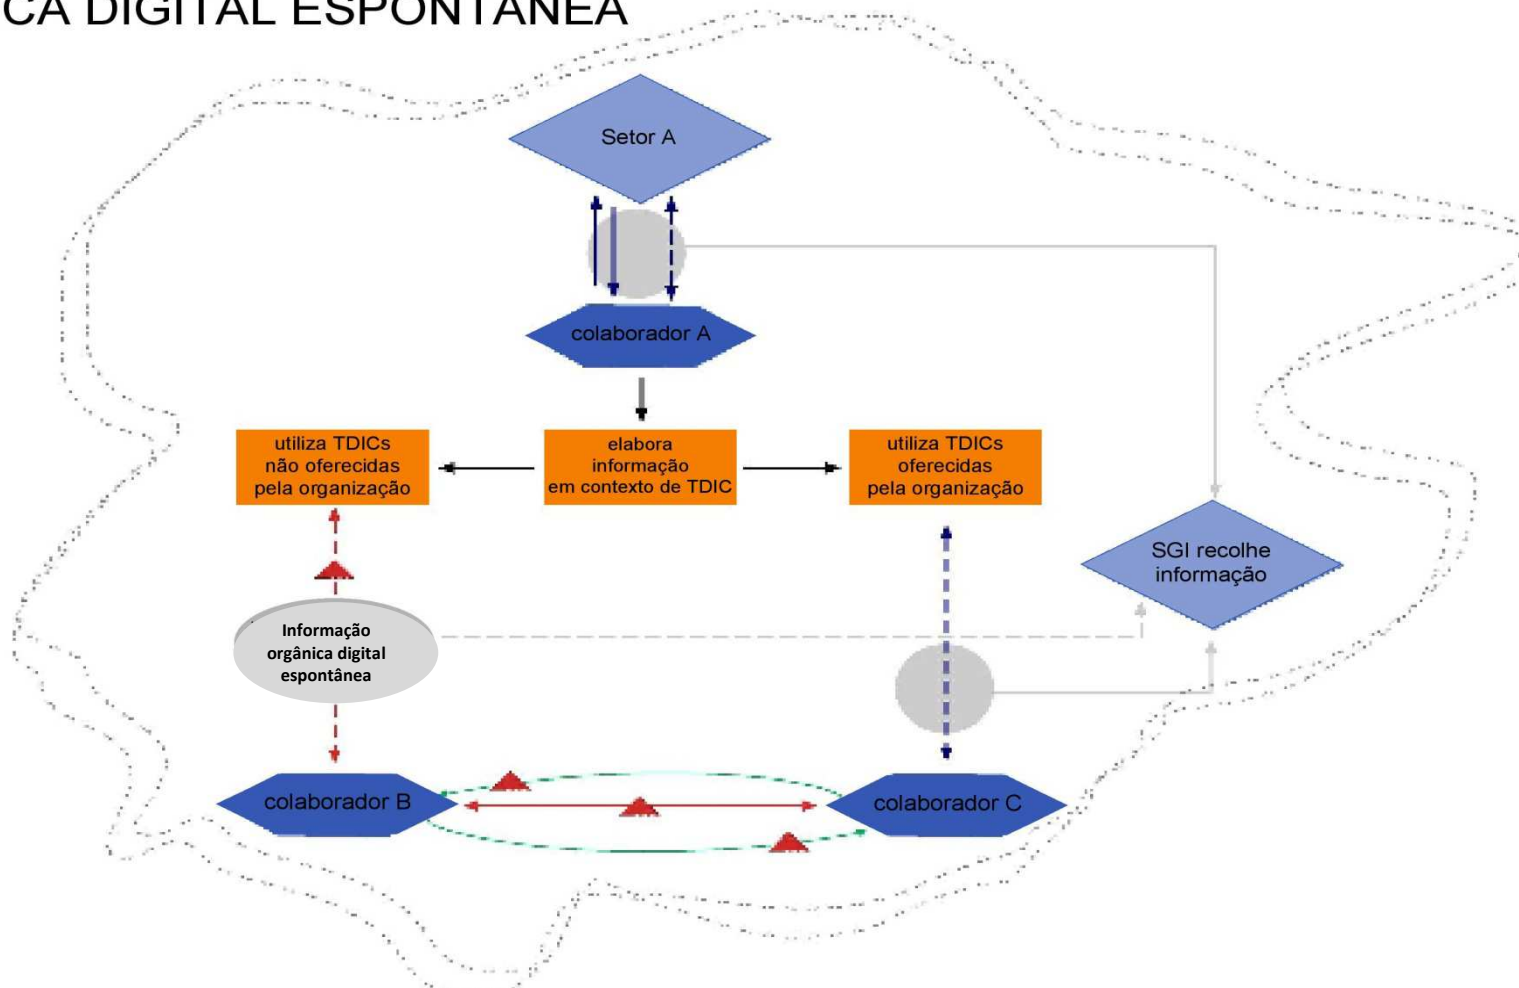 CA DIGITAL ESPONTÂNEA
Setor A
colaborador A
utiliza TDICs
não oferecidas
pela organização
elabora
informação
em contexto de TDIC
utiliza TDICs
oferecidas
pela organização
SGI recolhe
informação
Informação
orgânica digital
espontânea
colaborador B
colaborador C